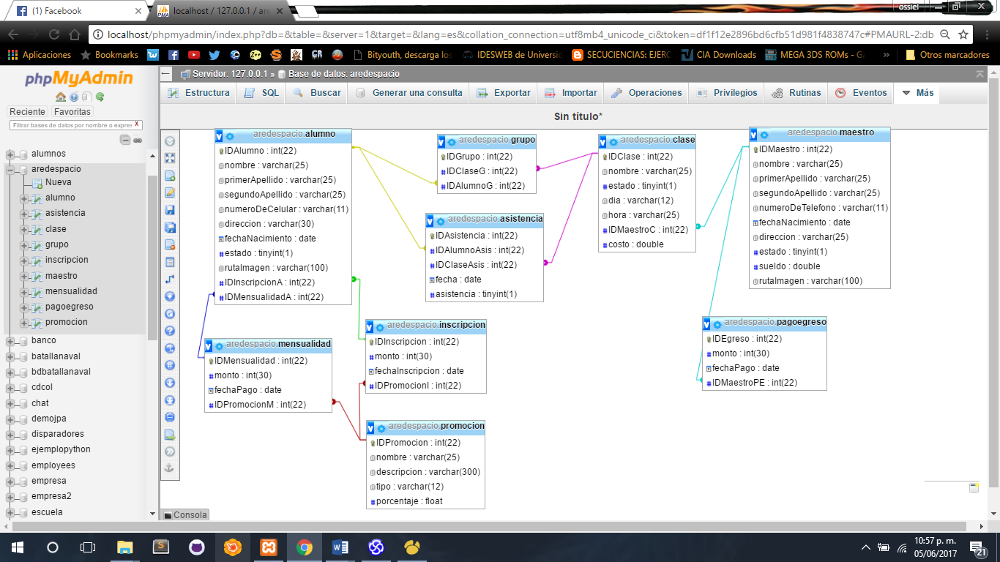 (1) Facebook
localhost / 127.0.0.1 / are
ossiel
localhost/phpmyadmin/index.php?db=&table=&server=1&target=&lang=es&collation_connection=utf8mb4_unicode_ci&token=df1f12e2896bd6cfb51d981f4838747c#PMAURL-2:db
Aplicaciones
Bookmarks
Bityouth, descarga los
IDESWEB de Universi
SECUCIENCIAS: EJER
CIA Downloads
MEGA 3DS ROMs - G
»
Otros marcadores
phpMyAdmin
Reciente
Favoritas
Filtrar bases de datos por nombre o expre
X
alumnos
aredespacio
Nueva
alumno
asistencia
clase
grupo
inscripcion
maestro
mensualidad
pagoegreso
promocion
banco
batallanaval
bdbatallanaval
cdcol
chat
demojpa
disparadores
ejemplopython
employees
empresa
empresa2
escuela
Servidor: 127.0.0.1 » Base de datos: aredespacio
Estructura
SQL
Buscar
Generar una consulta
Exportar
Importar
Operaciones
Privilegios
Rutinas
Eventos
Más
Sin título*
aredespacio.alumno
IDAlumno : int(22)
nombre : varchar(25)
primerApellido : varchar(25)
segundoApellido : varchar(25)
numeroDeCelular : varchar(11)
direccion : varchar(30)
fechaNacimiento : date
estado : tinyint(1)
rutaImagen : varchar(100)
IDInscripcionA : int(22)
IDMensualidadA : int(22)
aredespacio.grupo
IDGrupo : int(22)
IDClaseG : int(22)
IDAlumnoG : int(22)
aredespacio.clase
IDClase : int(22)
nombre : varchar(25)
estado : tinyint(1)
dia : varchar(12)
hora : varchar(25)
IDMaestroC : int(22)
costo : double
aredespacio.maestro
IDMaestro : int(22)
nombre : varchar(25)
primerApellido : varchar(25)
segundoApellido : varchar(25)
numeroDeTelefono : varchar(11)
fechaNacimiento : date
direccion : varchar(25)
estado : tinyint(1)
sueldo : double
rutaImagen : varchar(100)
aredespacio.asistencia
IDAsistencia : int(22)
IDAlumnoAsis : int(22)
IDClaseAsis : int(22)
fecha : date
asistencia : tinyint(1)
aredespacio.inscripcion
IDInscripcion : int(22)
monto : int(30)
fechaInscripcion : date
IDPromocionI : int(22)
aredespacio.pagoegreso
IDEgreso : int(22)
monto : int(30)
fechaPago : date
IDMaestroPE : int(22)
aredespacio.mensualidad
IDMensualidad : int(22)
monto : int(30)
fechaPago : date
IDPromocionM : int(22)
aredespacio.promocion
IDPromocion : int(22)
nombre : varchar(25)
descripcion : varchar(300)
tipo : varchar(12)
porcentaje : float
Consola
10:57 p. m.
05/06/2017
21